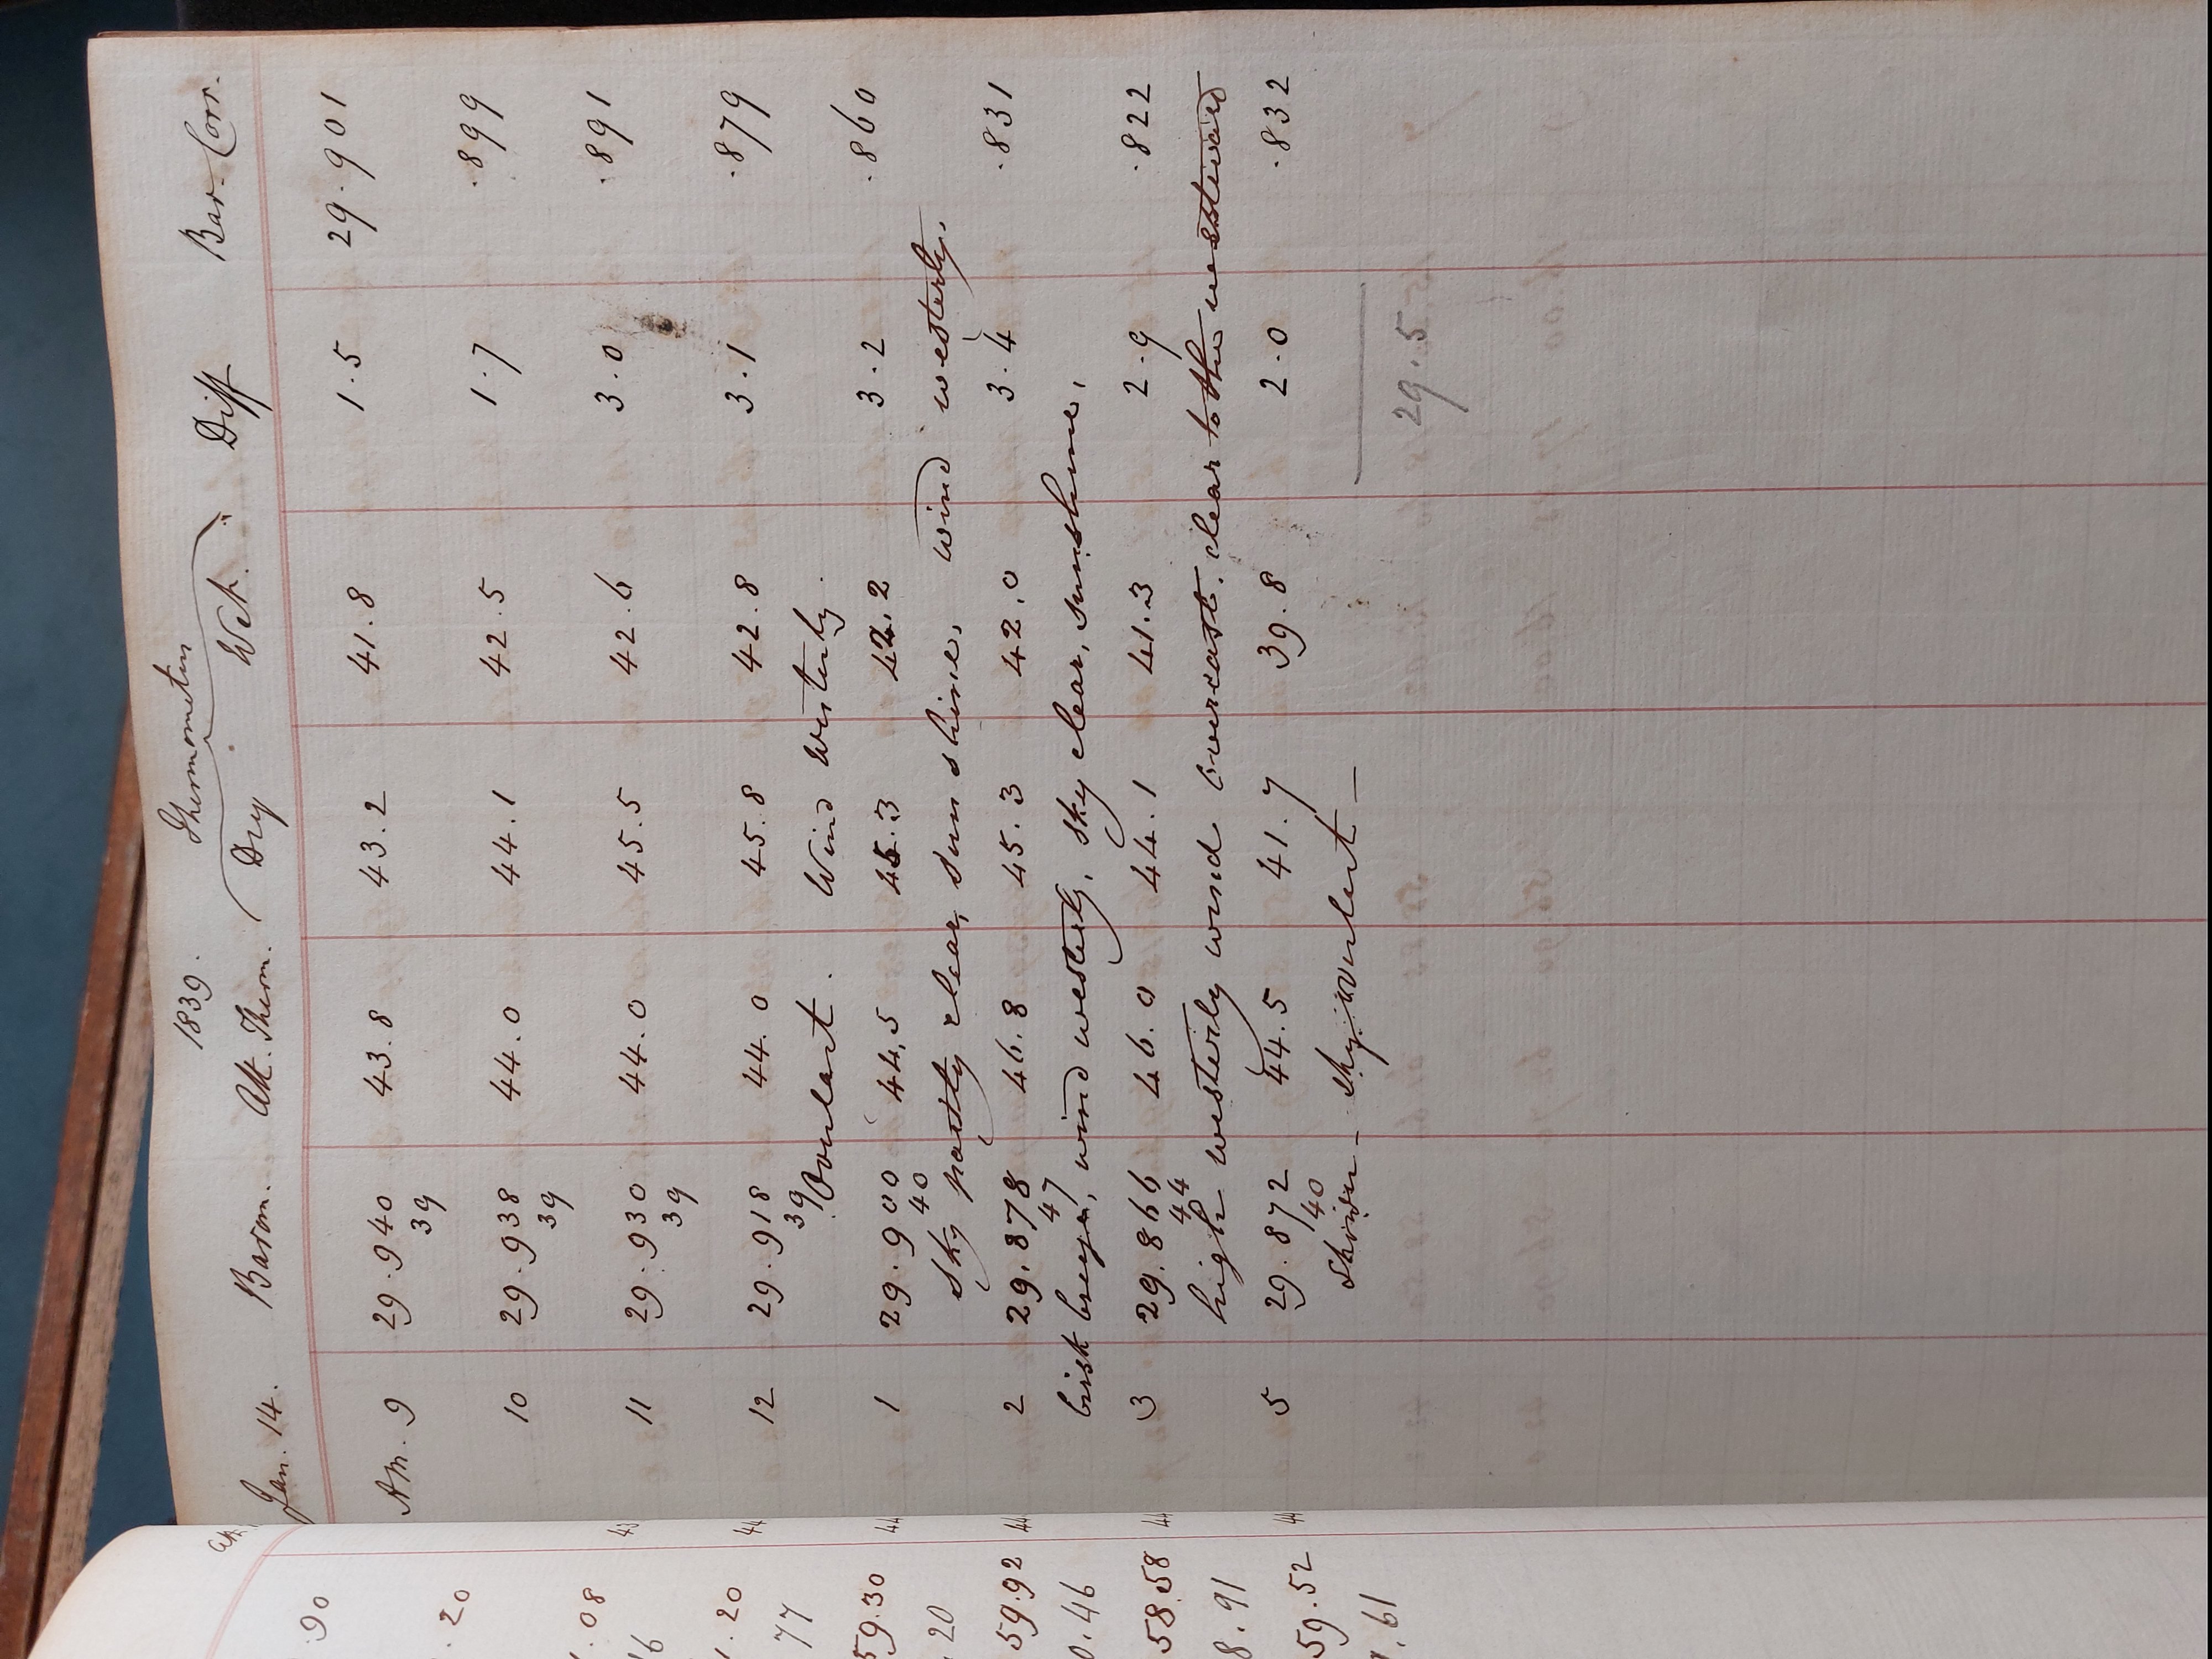 1839. Thermometers
Jan. 14. Barom. Att. Therm. Dry Wet. Diff Bar. Corr.
AM. 9 29.940 43.8 43.2 41.8 1.5 29.901
39
10 29.938 44.0 44.1 42.5 1.7 .899
39
11 29.930 44.0 45.5 42.6 3.0 .891
39
12 29.918 44.0 45.8 42.8 3.1 .879
39
Overcast. Wind Westerly.
1 29.900 44,5 45.3 42.2 3.2 .860
40
Sky partly clear, sun shine, wind westerly.
2 29.878 46.8 45.3 42.0 3.4 .831
47
brisk breeze, wind westerly, sky clear, sunshine,
3 29.866 46.0 44.1 41.3 2.9 .822
44
high westerly wind Overcast. clear to the westward
5 29.872 44.5 41.7 39.8 2.0 .832
40
Shower - sky overcast -
29.5
.90
.20
.08
16
.20
77
59.30
20
59.92
0.46
58.58
8.91
59.52
.61
43
44
44
44
44
44